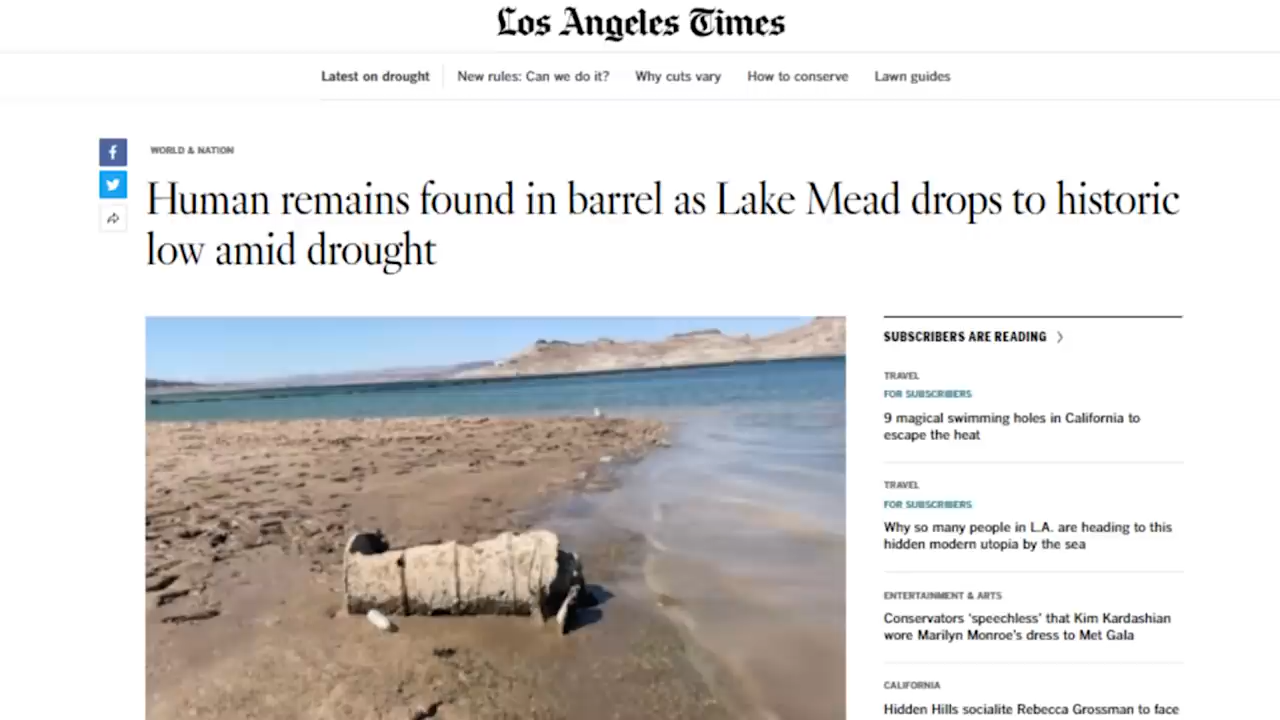 Los Angeles Times
Latest on drought
New rules: Can we do it?
Why cuts vary
How to conserve
Lawn guides
WORLD & NATION
Human remains found in barrel as Lake Mead drops to historic
low amid drought
SUBSCRIBERS ARE READING
TRAVEL
FOR SUBSCRIBERS
9 magical swimming holes in California to
escape the heat
TRAVEL
FOR SUBSCRIBERS
Why so many people in L.A. are heading to this
hidden modern utopia by the sea
ENTERTAINMENT & ARTS
Conservators ‘speechless’ that Kim Kardashian
wore Marilyn Monroe’s dress to Met Gala
CALIFORNIA
Hidden Hills socialite Rebecca Grossman to face